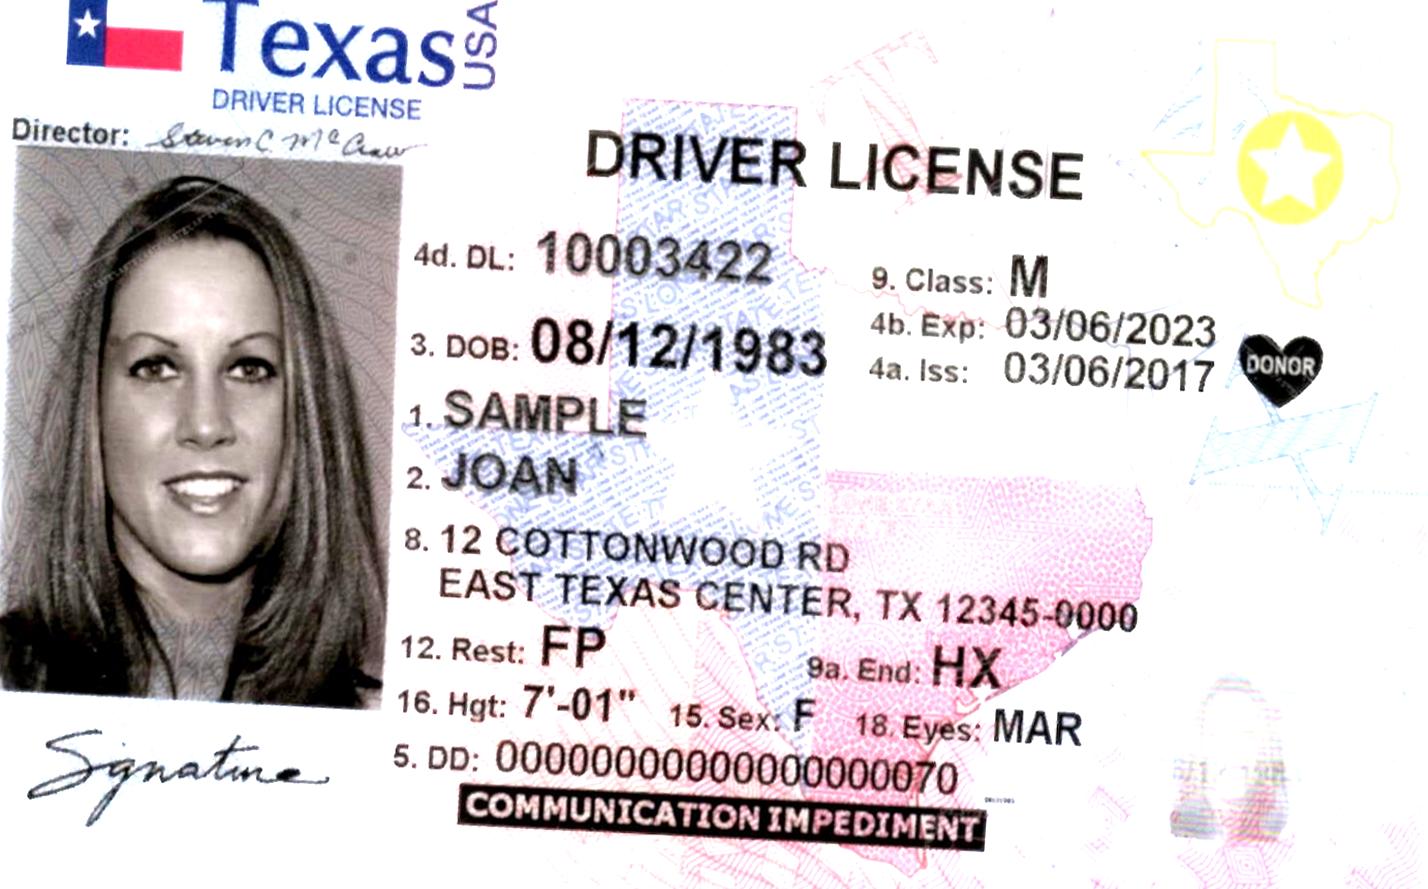 Texas USA
DRIVER LICENSE
Director: Steven C. McCraw
DRIVER LICENSE
4d. DL: 10003422
9. Class: M
3. DOB: 08/12/1983
4b. Exp: 03/06/2023
4a. Iss: 03/06/2017
DONOR
1. SAMPLE
2. JOAN
8. 12 COTTONWOOD RD
EAST TEXAS CENTER, TX 12345-0000
12. Rest: FP
9a. End: HX
16. Hgt: 7'-01" 15. Sex: F 18. Eyes: MAR
5. DD: 00000000000000000070
COMMUNICATION IMPEDIMENT
Signature